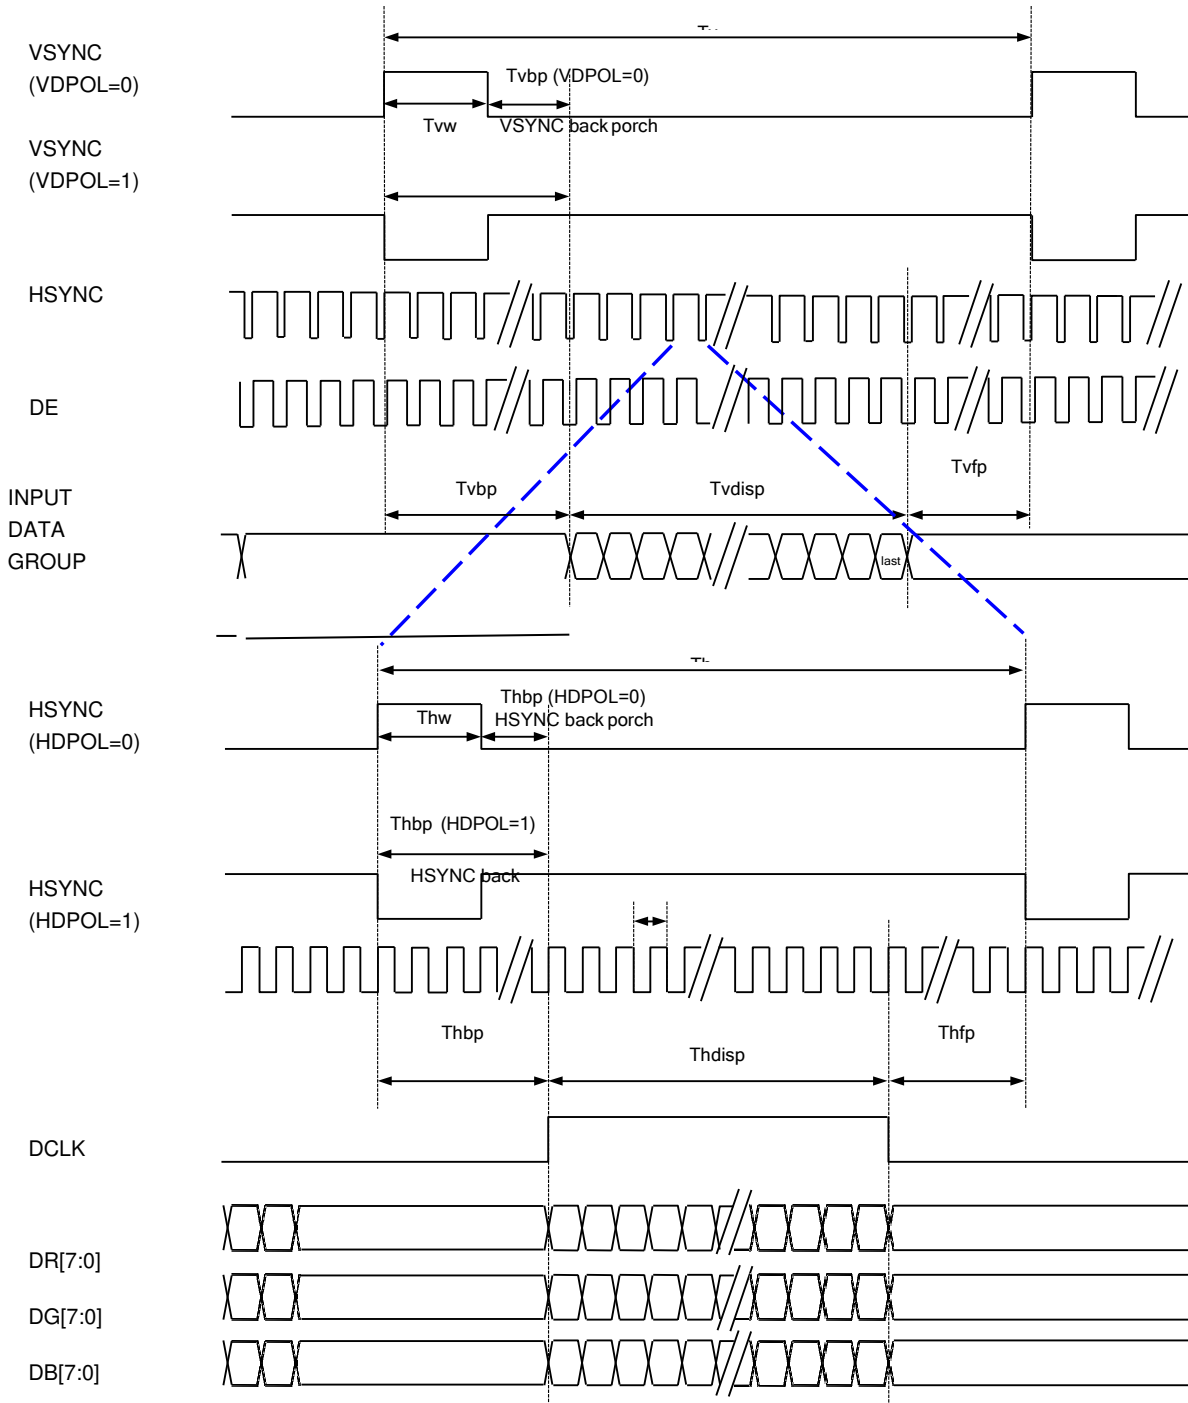 VSYNC
(VDPOL=0)
Tvbp (VDPOL=0)
Tvw
VSYNC back porch
VSYNC
(VDPOL=1)
HSYNC
DE
Tvfp
Tvbp
Tvdisp
INPUT
DATA
GROUP
last
HSYNC
(HDPOL=0)
Thw
Thbp (HDPOL=0)
HSYNC back porch
Thbp (HDPOL=1)
HSYNC back
HSYNC
(HDPOL=1)
Thbp
Thdisp
Thfp
DCLK
DR[7:0]
DG[7:0]
DB[7:0]